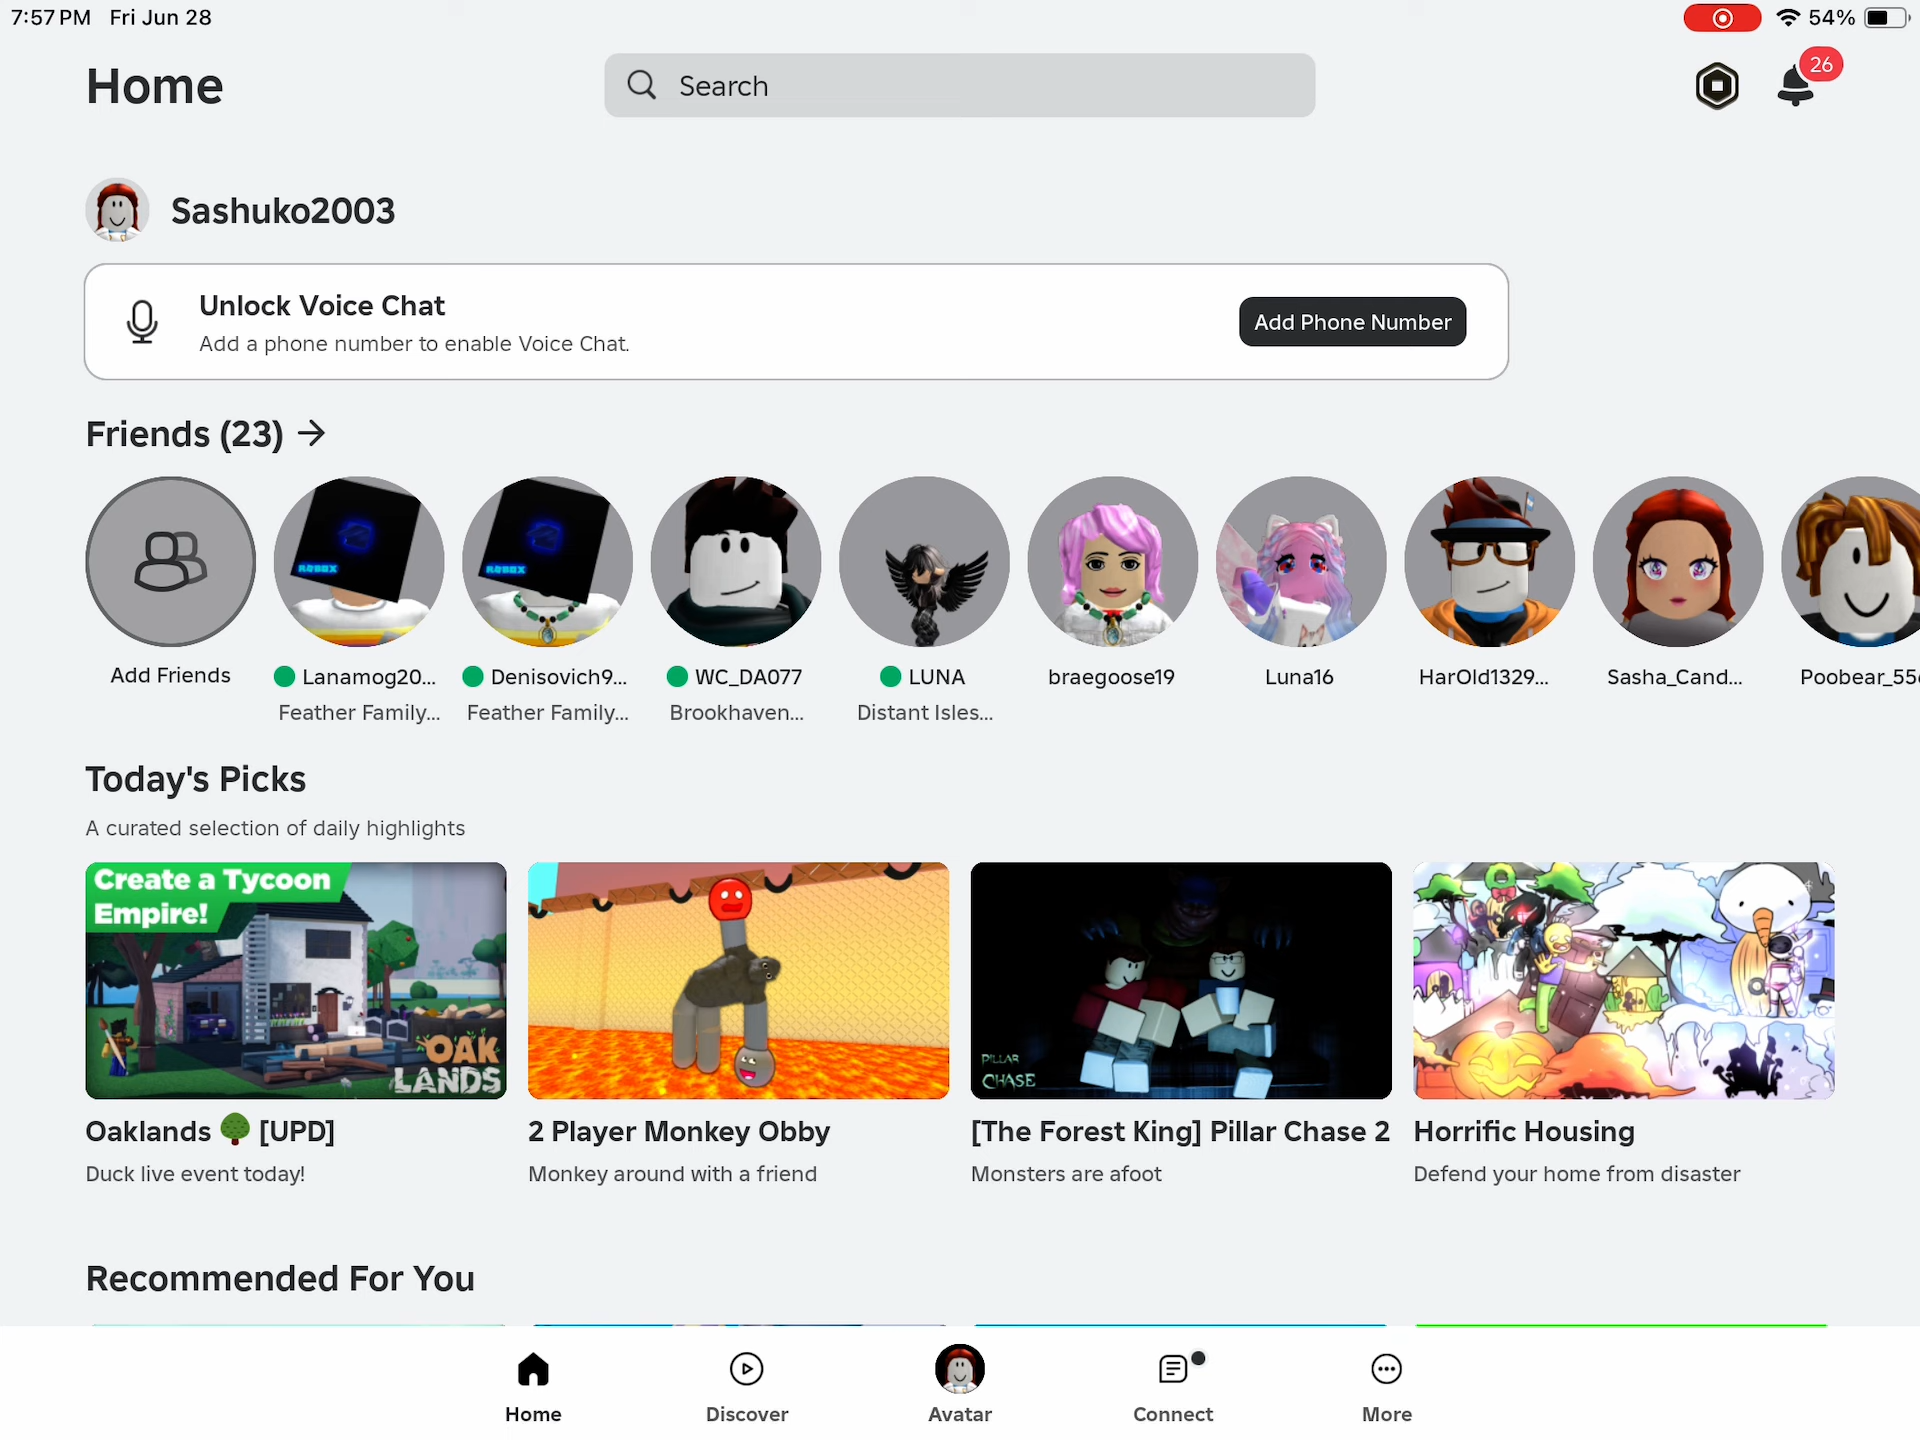 7:57 PM Fri Jun 28
54%
Home
Search
26
Sashuko2003
Unlock Voice Chat
Add a phone number to enable Voice Chat.
Add Phone Number
Friends (23)
Add Friends
Lanamog20...
Feather Family...
Denisovich9...
Feather Family...
WC_DA077
Brookhaven...
LUNA
Distant Isles...
braegoose19
Luna16
HarOld1329...
Sasha_Cand...
Poobear_556
Today's Picks
A curated selection of daily highlights
Create a Tycoon
Empire!
OAK
LANDS
PILLAR
CHASE
Oaklands 🌳 [UPD]
Duck live event today!
2 Player Monkey Obby
Monkey around with a friend
[The Forest King] Pillar Chase 2
Monsters are afoot
Horrific Housing
Defend your home from disaster
Recommended For You
Home
Discover
Avatar
Connect
More